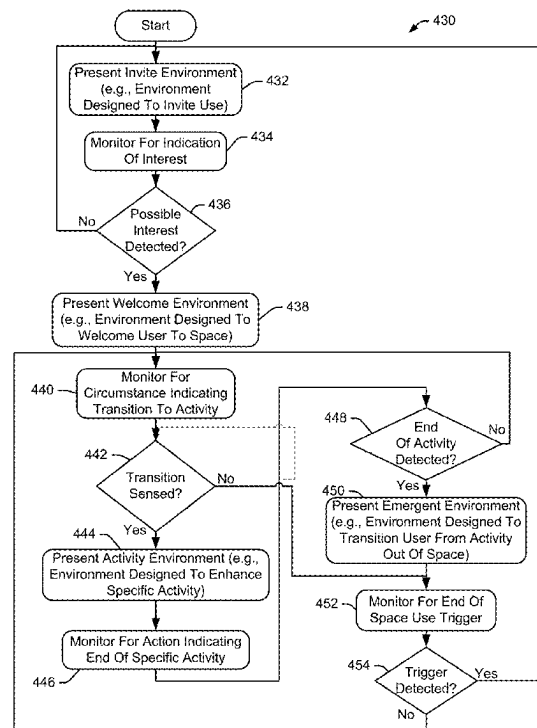 Start
430
Present Invite Environment
(e.g., Environment
Designed To Invite Use)
432
Monitor For Indication
Of Interest
434
Possible
Interest
Detected?
436
No
Yes
Present Welcome Environment
(e.g., Environment Designed To
Welcome User To Space)
438
440
Monitor For
Circumstance Indicating
Transition To Activity
442
Transition
Sensed?
No
Yes
444
Present Activity Environment (e.g.,
Environment Designed To Enhance
Specific Activity)
Monitor For Action Indicating
End Of Specific Activity
446
448
End
Of Activity
Detected?
No
Yes
450
Present Emergent Environment
(e.g., Environment Designed To
Transition User From Activity
Out Of Space)
452
Monitor For End Of
Space Use Trigger
454
Trigger
Detected?
Yes
No